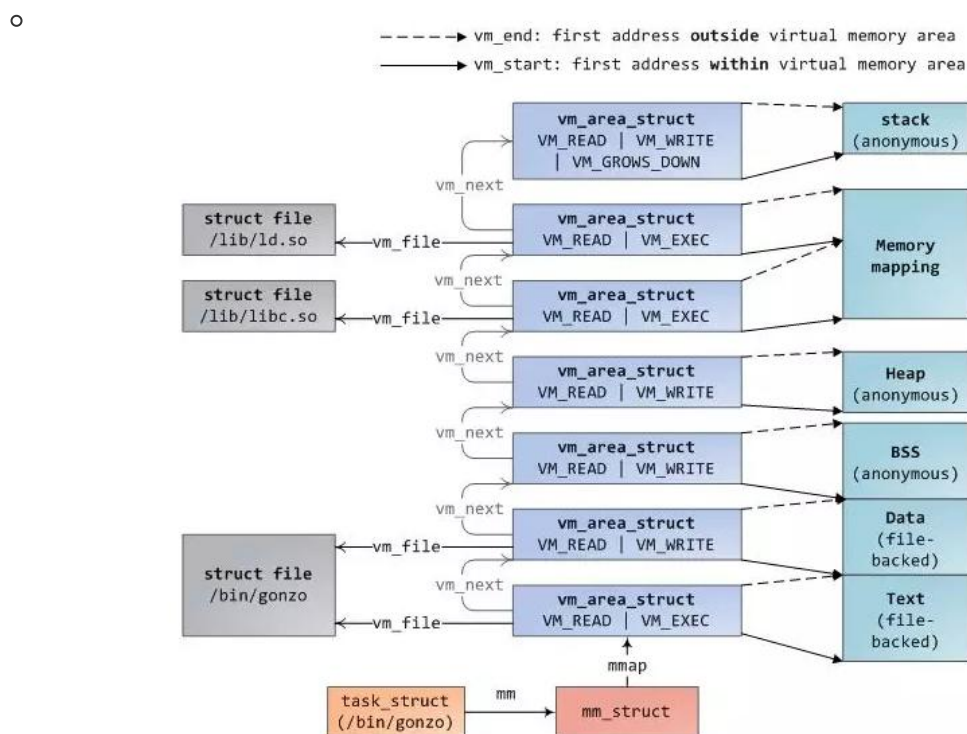 vm_end: first address outside virtual memory area
vm_start: first address within virtual memory area
vm_area_struct
VM_READ | VM_WRITE
| VM_GROWS_DOWN
stack
(anonymous)
vm_next
struct file
/lib/ld.so
vm_file
vm_area_struct
VM_READ | VM_EXEC
Memory
mapping
vm_next
struct file
/lib/libc.so
vm_file
vm_area_struct
VM_READ | VM_EXEC
vm_next
vm_area_struct
VM_READ | VM_WRITE
Heap
(anonymous)
vm_next
vm_area_struct
VM_READ | VM_WRITE
BSS
(anonymous)
vm_next
vm_file
vm_area_struct
VM_READ | VM_WRITE
Data
(file-
backed)
struct file
/bin/gonzo
vm_next
vm_file
vm_area_struct
VM_READ | VM_EXEC
Text
(file-
backed)
mmap
task_struct
(/bin/gonzo)
mm
mm_struct